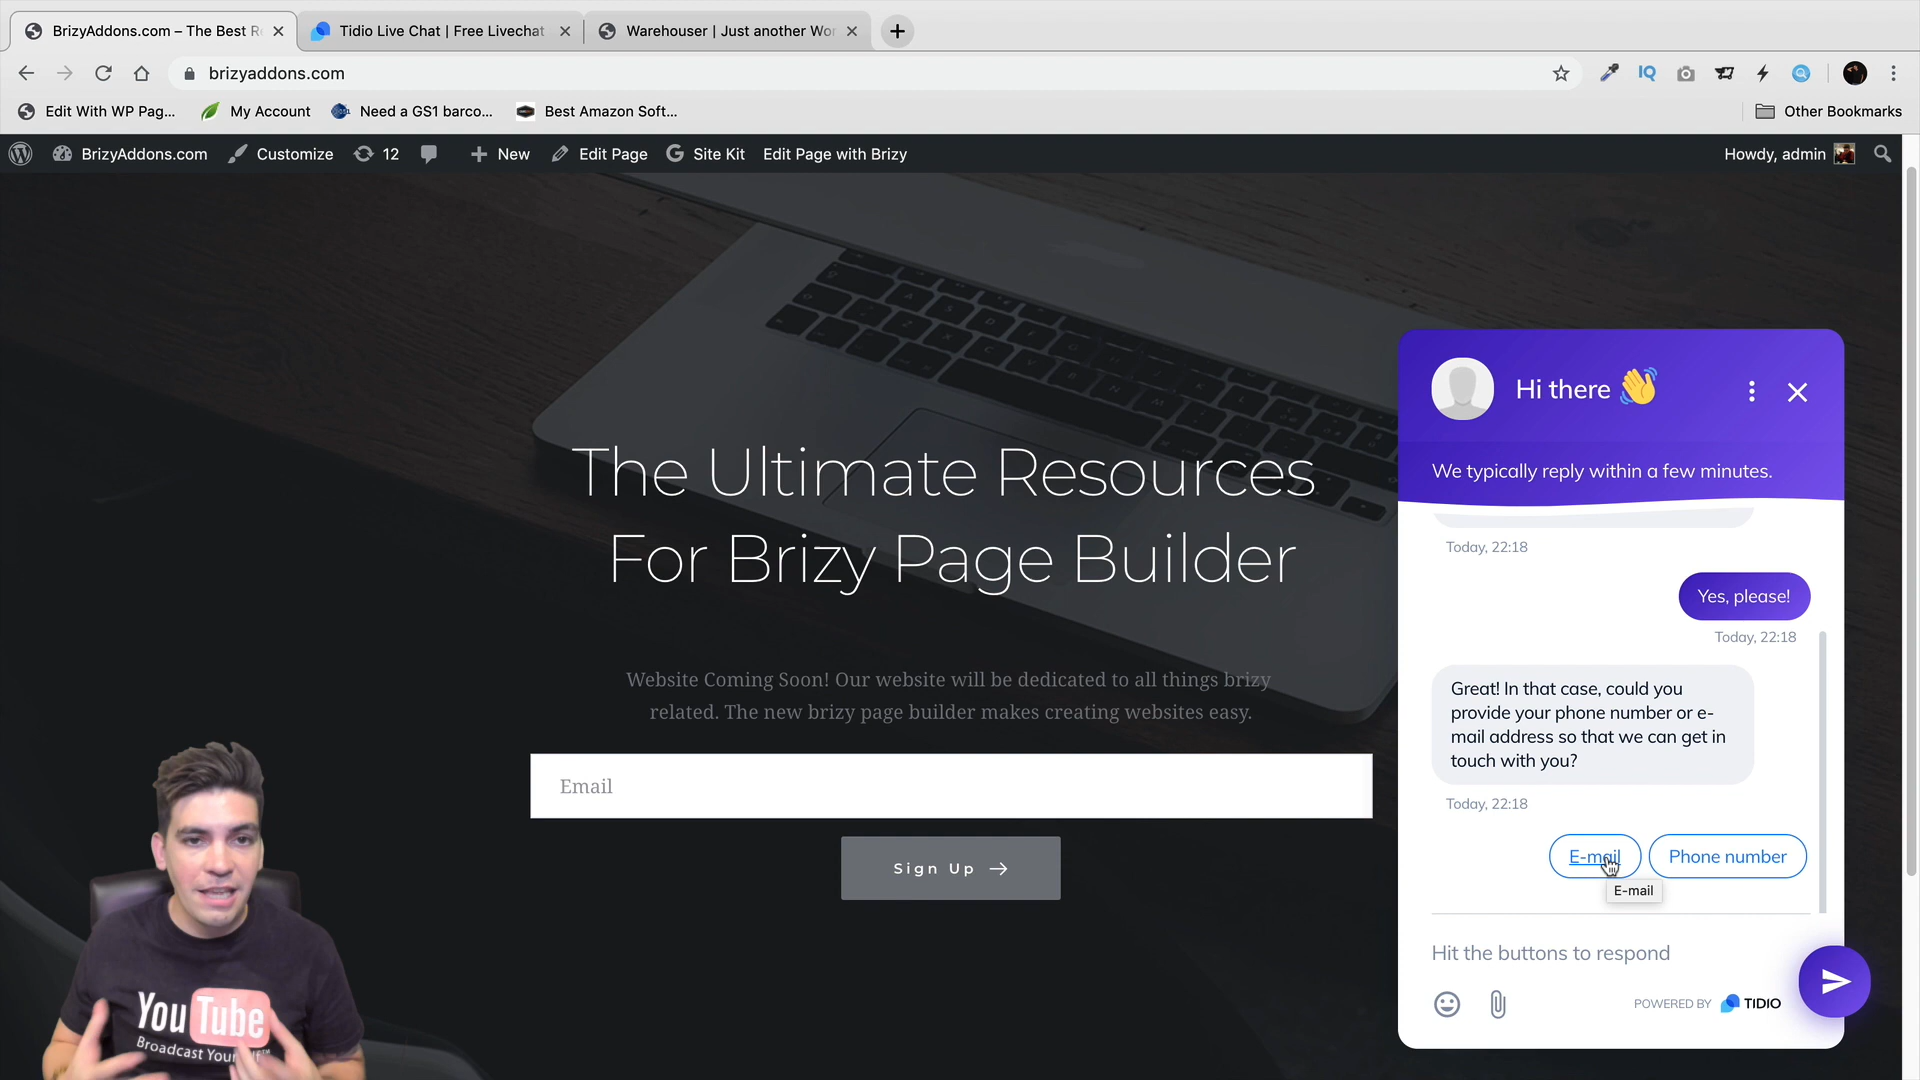 BrizyAddons.com – The Best R
Tidio Live Chat | Free Livechat
Warehouser | Just another Wor
brizyaddons.com
IQ
Edit With WP Pag...
My Account
Need a GS1 barco...
Best Amazon Soft...
Other Bookmarks
BrizyAddons.com
Customize
12
New
Edit Page
Site Kit
Edit Page with Brizy
Howdy, admin
The Ultimate Resources
For Brizy Page Builder
Website Coming Soon! Our website will be dedicated to all things brizy
related. The new brizy page builder makes creating websites easy.
Email
Sign Up
Hi there
We typically reply within a few minutes.
Today, 22:18
Yes, please!
Today, 22:18
Great! In that case, could you
provide your phone number or e-
mail address so that we can get in
touch with you?
Today, 22:18
E-mail
Phone number
E-mail
Hit the buttons to respond
POWERED BY TIDIO
YouTube
Broadcast Yourself™